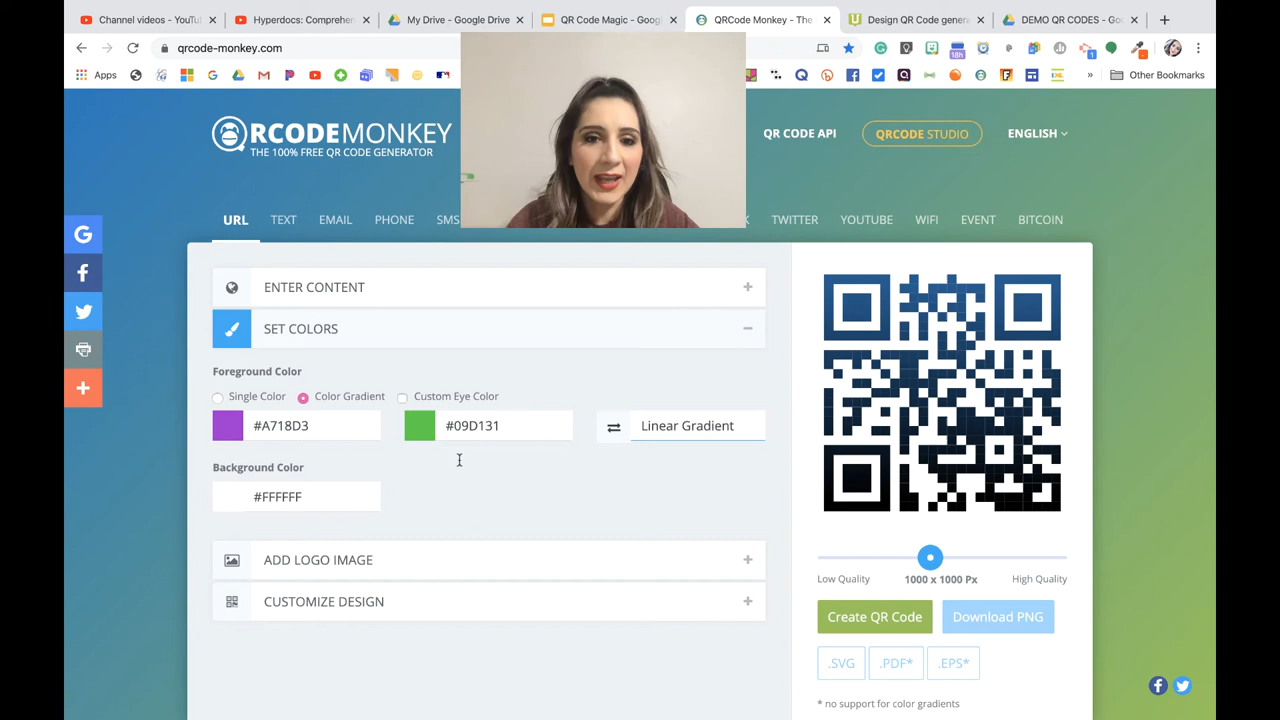 Channel videos - YouTu
Hyperdocs: Comprehen
My Drive - Google Drive
QR Code Magic - Goog
QRCode Monkey - The
Design QR Code genera
DEMO QR CODES - Go
qrcode-monkey.com
18h
Apps
Other Bookmarks
RCODEMONKEY
THE 100% FREE QR CODE GENERATOR
QR CODE API
QRCODE STUDIO
ENGLISH
URL
TEXT
EMAIL
PHONE
SMS
TWITTER
YOUTUBE
WIFI
EVENT
BITCOIN
ENTER CONTENT
SET COLORS
Foreground Color
Single Color
Color Gradient
Custom Eye Color
#A718D3
#09D131
Linear Gradient
Background Color
#FFFFFF
ADD LOGO IMAGE
CUSTOMIZE DESIGN
Low Quality
1000 x 1000 Px
High Quality
Create QR Code
Download PNG
.SVG
.PDF*
.EPS*
* no support for color gradients